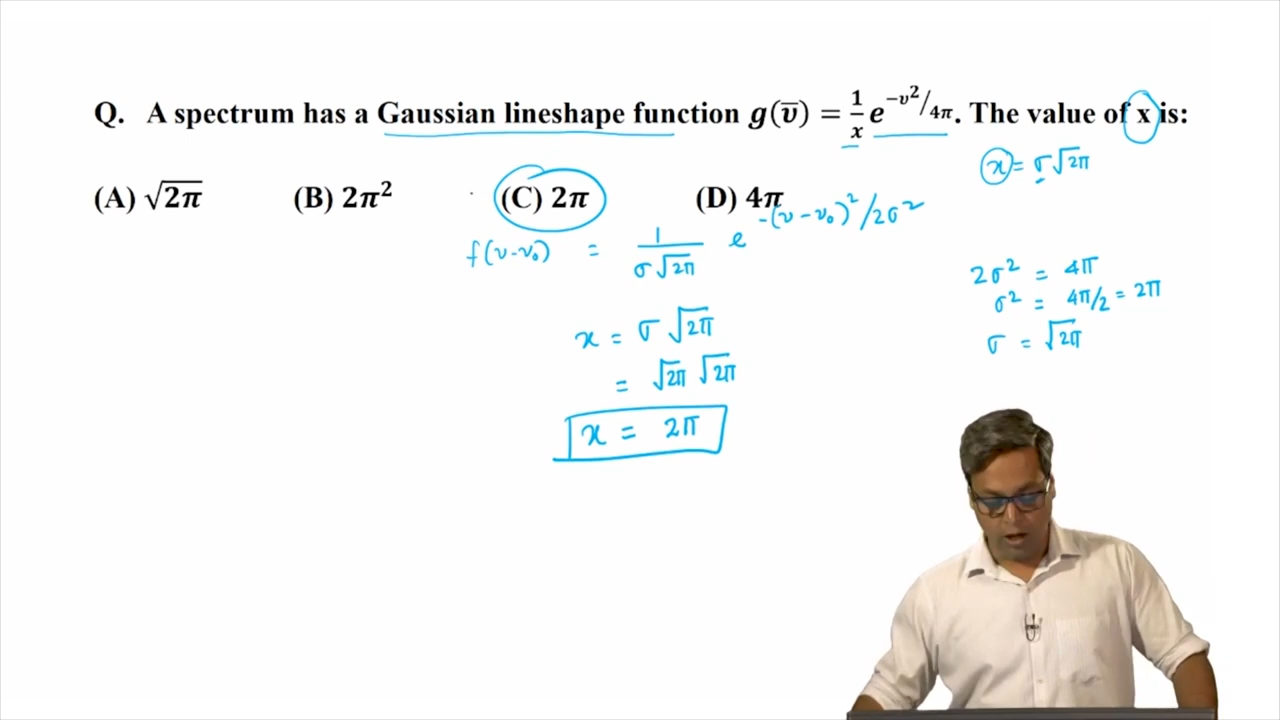 Q. A spectrum has a Gaussian lineshape function g(ν̅) = 1/x e^(−υ²/4π). The value of x is:
x = σ√2π
(A) √2π (B) 2π² (C) 2π (D) 4π
f(ν−ν₀) = 1/(σ√2π) e^(−(ν−ν₀)²/2σ²)
2σ² = 4π
σ² = 4π/2 = 2π
σ = √2π
x = σ √2π
= √2π √2π
x = 2π